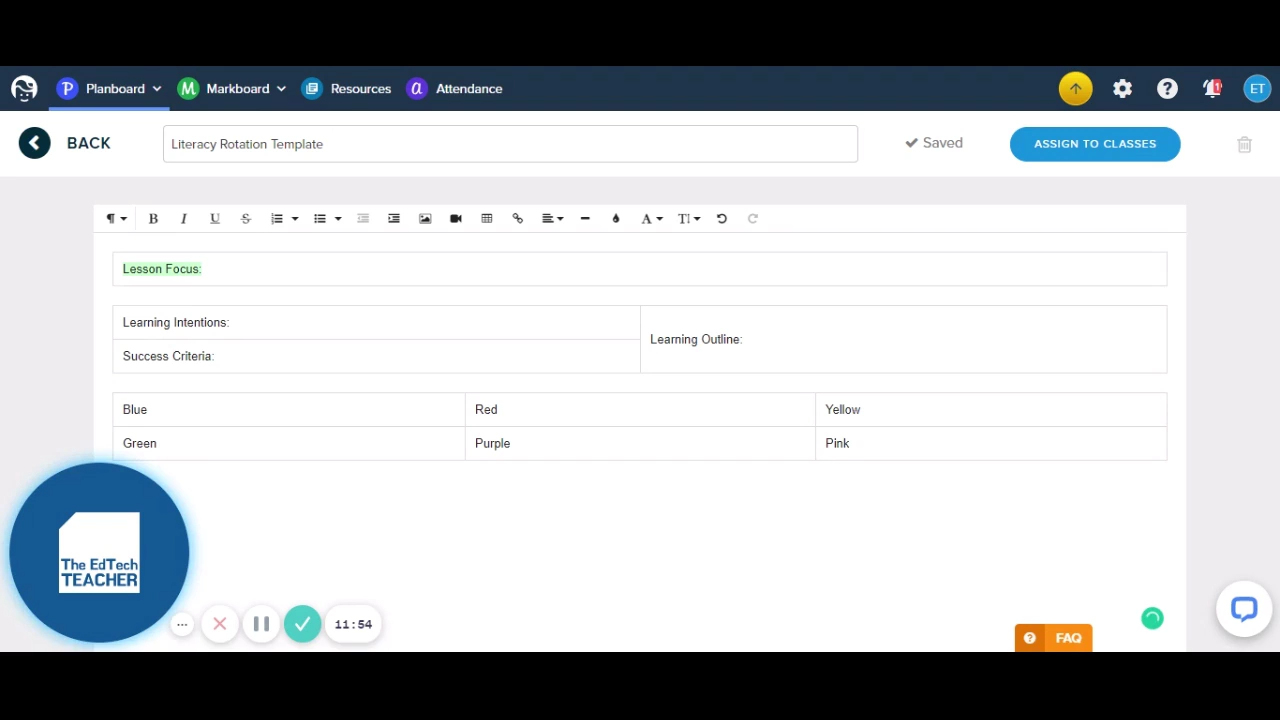 Planboard Markboard Resources Attendance 1 ET
BACK Literacy Rotation Template Saved ASSIGN TO CLASSES
Lesson Focus:
Learning Intentions:
Success Criteria:
Learning Outline:
Blue Red Yellow
Green Purple Pink
The EdTech
TEACHER
11:54
FAQ